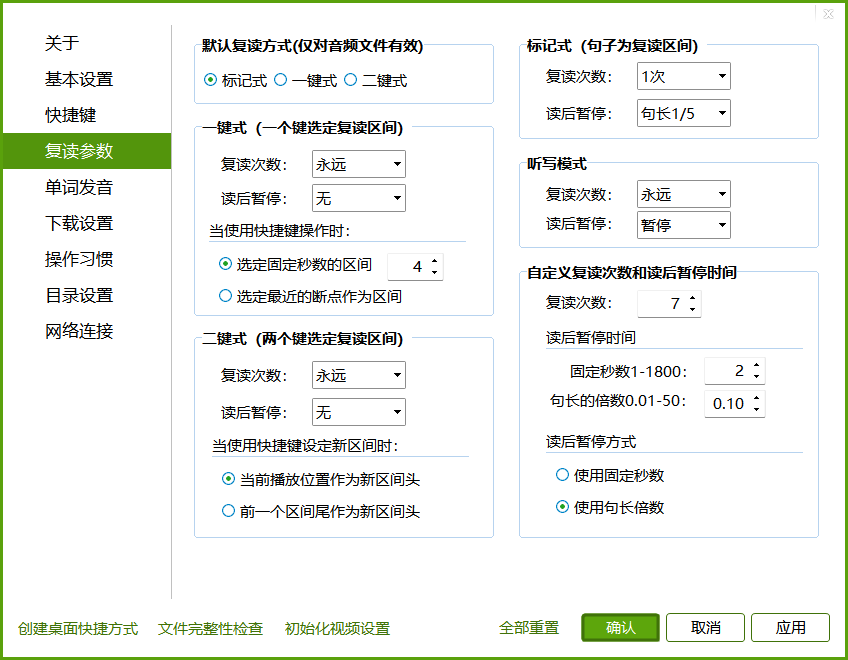 关于
基本设置
快捷键
复读参数
单词发音
下载设置
操作习惯
目录设置
网络连接
默认复读方式(仅对音频文件有效)
标记式 一键式 二键式
一键式（一个键选定复读区间)
复读次数： 永远
读后暂停： 无
当使用快捷键操作时：
选定固定秒数的区间 4
选定最近的断点作为区间
二键式（两个键选定复读区间)
复读次数： 永远
读后暂停： 无
当使用快捷键设定新区间时：
当前播放位置作为新区间头
前一个区间尾作为新区间头
标记式（句子为复读区间)
复读次数： 1次
读后暂停： 句长1/5
听写模式
复读次数： 永远
读后暂停： 暂停
自定义复读次数和读后暂停时间
复读次数： 7
读后暂停时间
固定秒数1-1800： 2
句长的倍数0.01-50： 0.10
读后暂停方式
使用固定秒数
使用句长倍数
创建桌面快捷方式 文件完整性检查 初始化视频设置 全部重置 确认 取消 应用